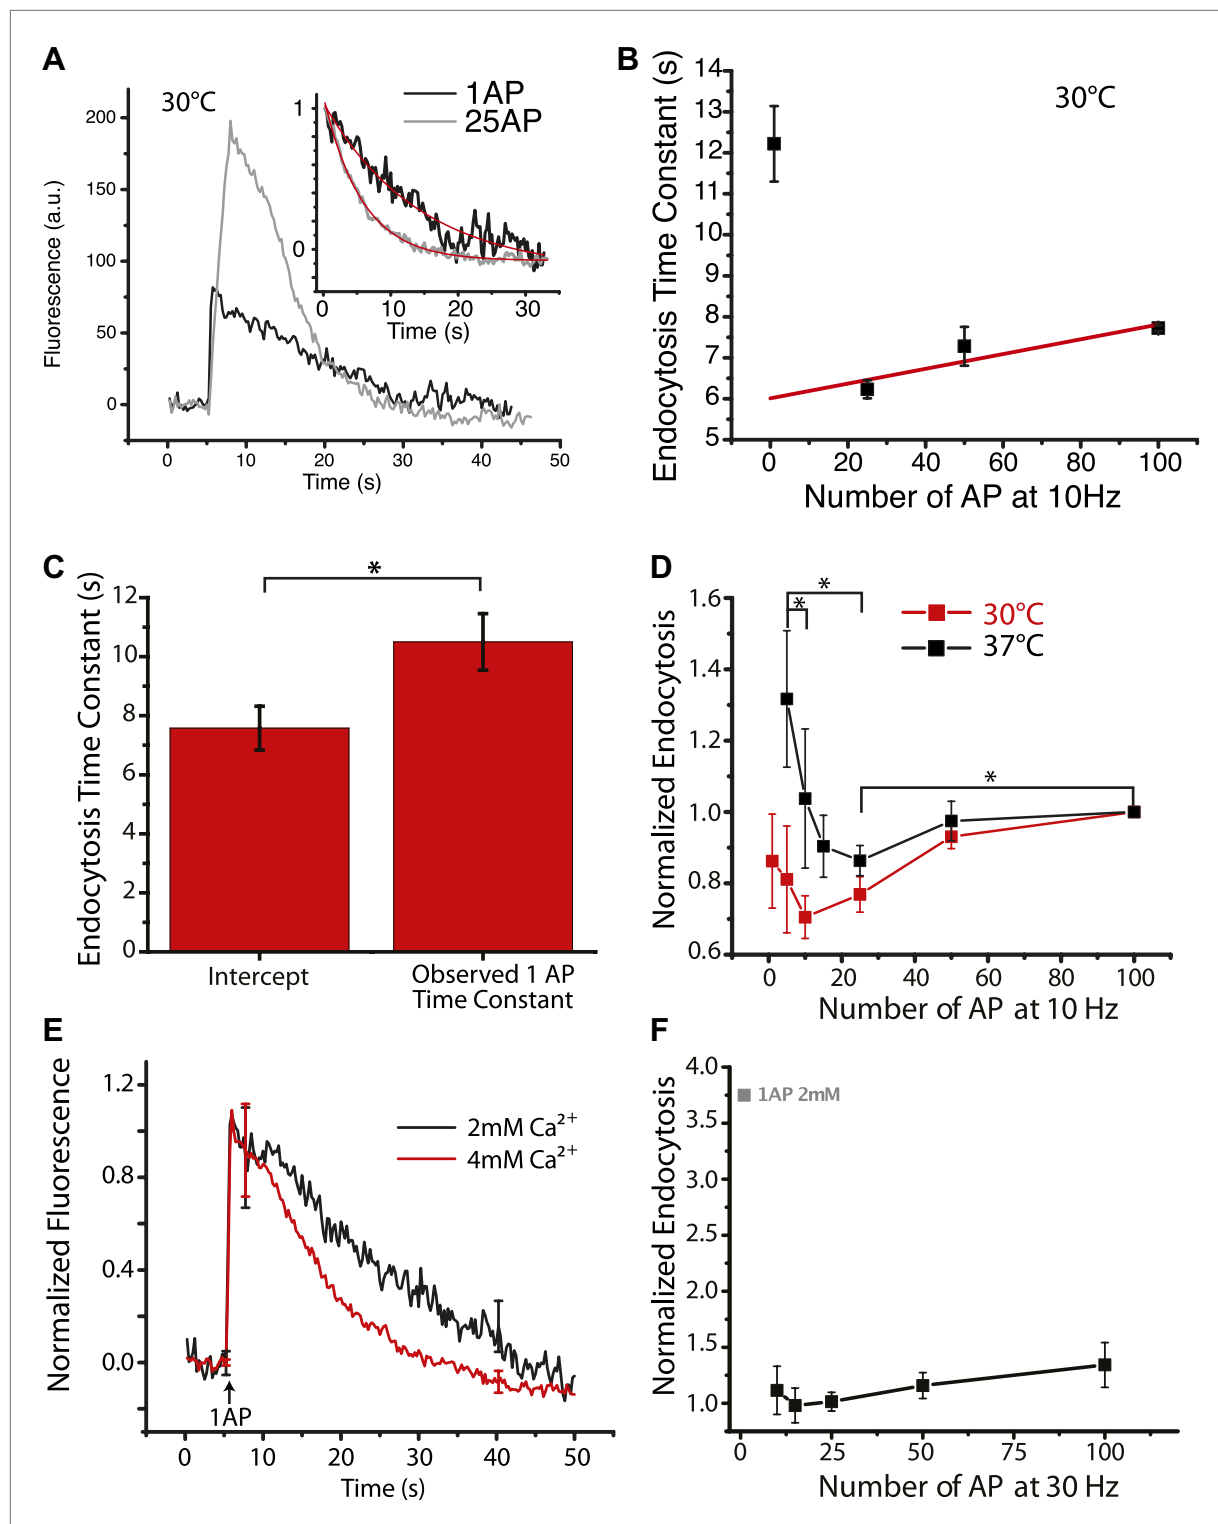 A
30°C
1AP
25AP
Fluorescence (a.u.)
200
150
100
50
0
0
10
20
30
40
50
Time (s)
1
0
0
10
20
30
Time (s)
B
30°C
Endocytosis Time Constant (s)
14
13
12
11
10
9
8
7
6
5
0
20
40
60
80
100
Number of AP at 10Hz
C
*
Endocytosis Time Constant (s)
12
10
8
6
4
2
0
Intercept
Observed 1 AP
Time Constant
D
*
*
*
30°C
37°C
Normalized Endocytosis
1.6
1.4
1.2
1.0
0.8
0.6
0
20
40
60
80
100
Number of AP at 10 Hz
E
Normalized Fluorescence
1.2
0.8
0.4
0.0
2mM Ca²⁺
4mM Ca²⁺
1AP
0
10
20
30
40
50
Time (s)
F
Normalized Endocytosis
4.0
3.5
3.0
2.5
2.0
1.5
1.0
1AP 2mM
0
25
50
75
100
Number of AP at 30 Hz